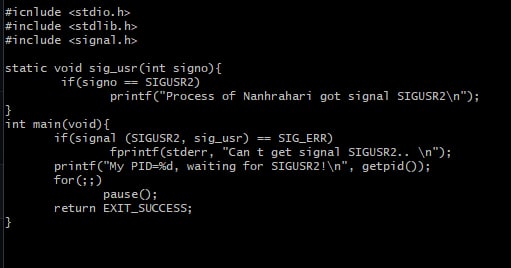 #icnlude <stdio.h>
#include <stdlib.h>
#include <signal.h>
static void sig_usr(int signo){
if(signo == SIGUSR2)
printf("Process of Nanhrahari got signal SIGUSR2\n");
}
int main(void){
if(signal (SIGUSR2, sig_usr) == SIG_ERR)
fprintf(stderr, "Can t get signal SIGUSR2.. \n");
printf("My PID=%d, waiting for SIGUSR2!\n", getpid());
for(;;)
pause();
return EXIT_SUCCESS;
}